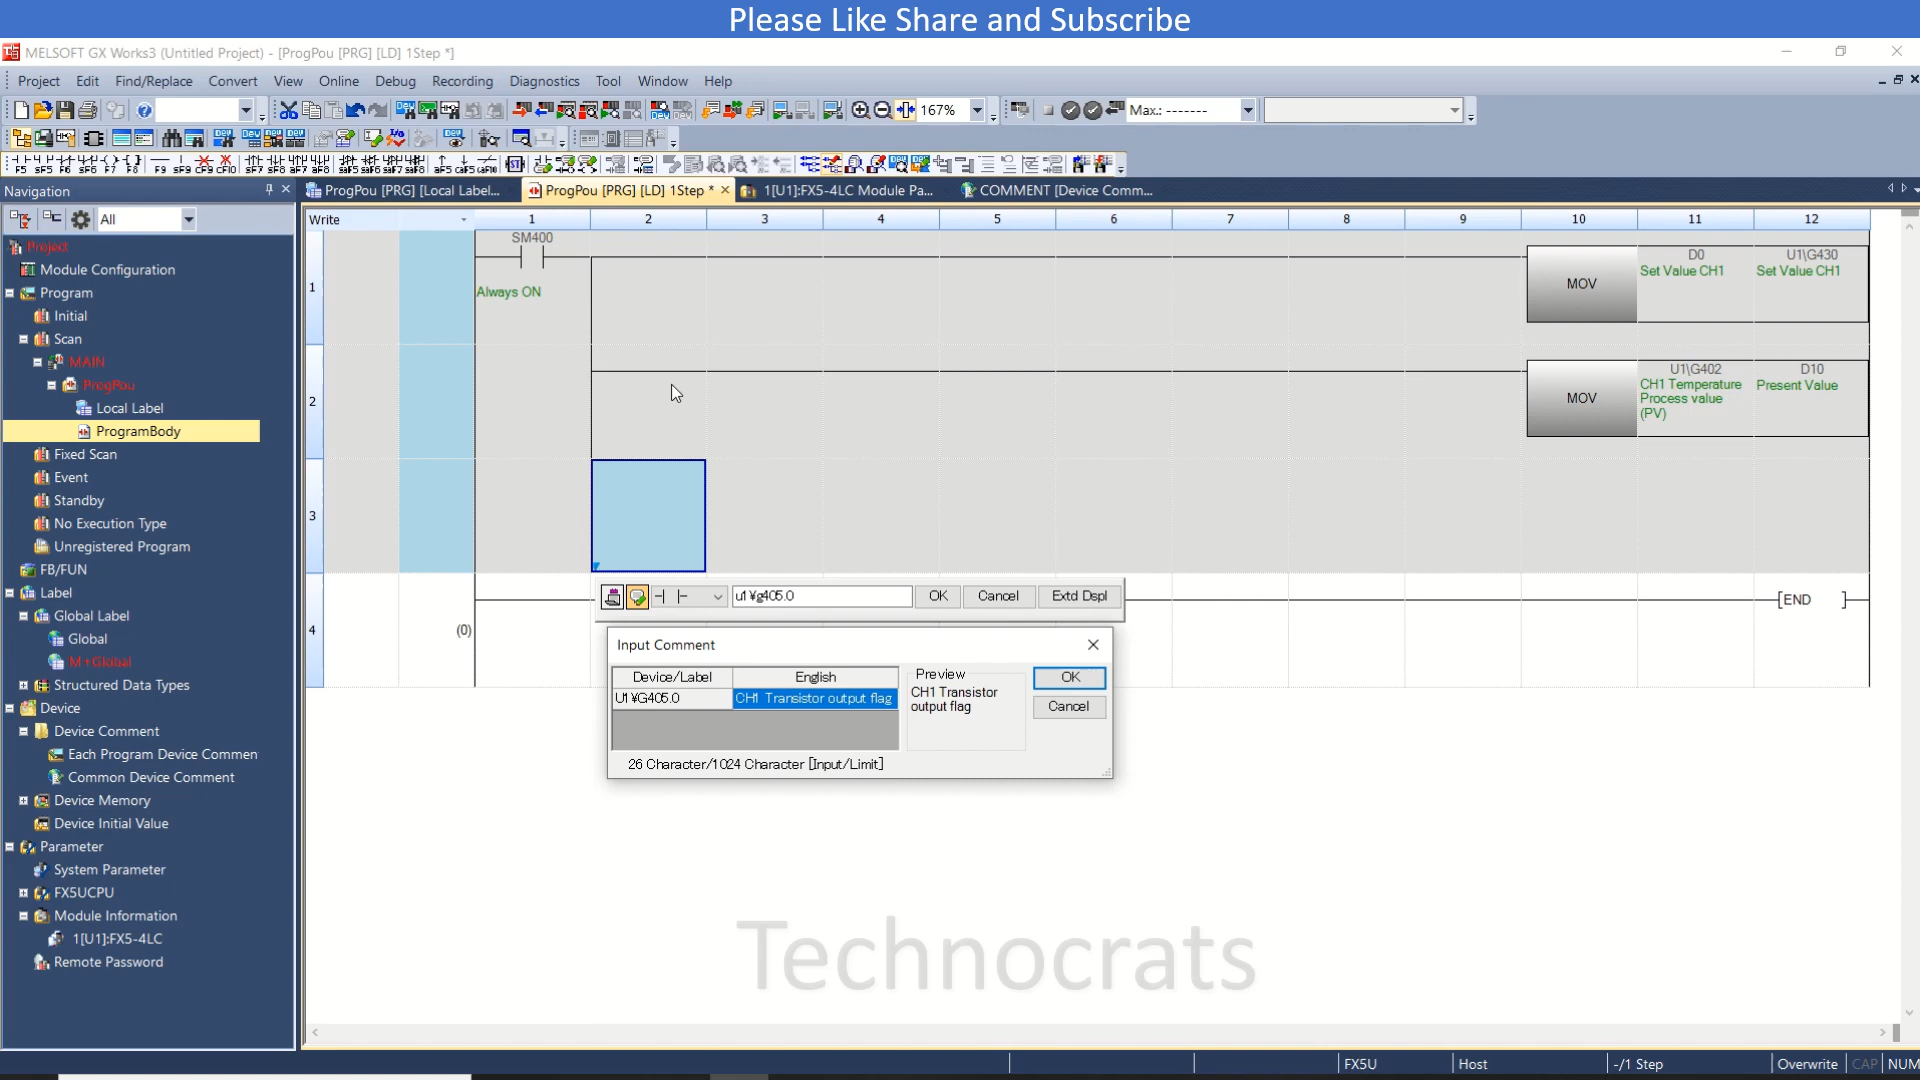 Please Like Share and Subscribe
MELSOFT GX Works3 (Untitled Project) - [ProgPou [PRG] [LD] 1Step *]
Project Edit Find/Replace Convert View Online Debug Recording Diagnostics Tool Window Help
167% Max.: -------
Navigation
ProgPou [PRG] [Local Label... ProgPou [PRG] [LD] 1Step * 1[U1]:FX5-4LC Module Pa... COMMENT [Device Comm...
All
Write 1 2 3 4 5 6 7 8 9 10 11 12
Project
Module Configuration
Program
Initial
Scan
MAIN
ProgPou
Local Label
ProgramBody
Fixed Scan
Event
Standby
No Execution Type
Unregistered Program
FB/FUN
Label
Global Label
Global
M+Global
Structured Data Types
Device
Device Comment
Each Program Device Commen
Common Device Comment
Device Memory
Device Initial Value
Parameter
System Parameter
FX5UCPU
Module Information
1[U1]:FX5-4LC
Remote Password
SM400
Always ON
1
MOV
D0
Set Value CH1
U1\G430
Set Value CH1
2
MOV
U1\G402
CH1 Temperature
Process value
(PV)
D10
Present Value
3
u1¥g405.0 OK Cancel Extd Dspl
4
(0)
[END ]
Input Comment
Device/Label English
U1¥G405.0 CH1 Transistor output flag
Preview
CH1 Transistor
output flag
OK
Cancel
26 Character/1024 Character [Input/Limit]
Technocrats
FX5U Host -/1 Step Overwrite CAP NUM